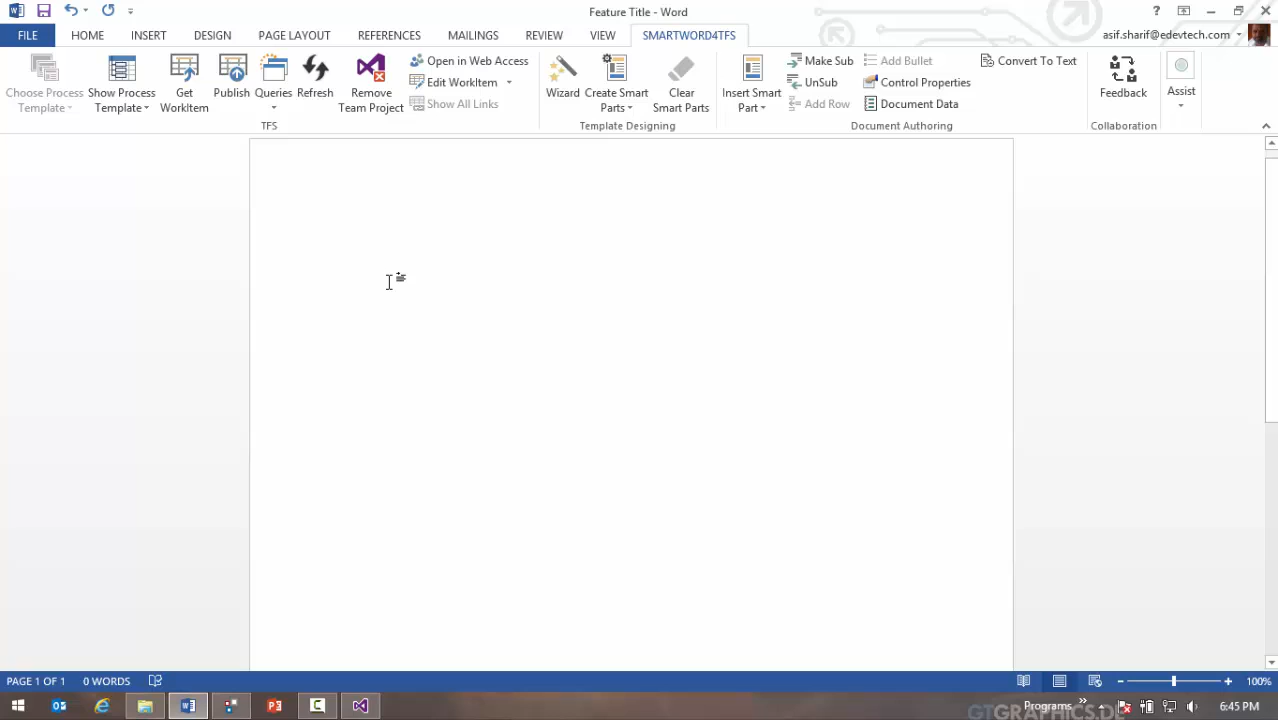 Feature Title - Word
FILE HOME INSERT DESIGN PAGE LAYOUT REFERENCES MAILINGS REVIEW VIEW SMARTWORD4TFS asif.sharif@edevtech.com
Choose Process Template
Show Process Template
Get WorkItem
Publish
Queries
Refresh
Remove Team Project
Open in Web Access
Edit WorkItem
Show All Links
TFS
Wizard
Create Smart Parts
Clear Smart Parts
Template Designing
Insert Smart Part
Make Sub
UnSub
Add Row
Add Bullet
Control Properties
Document Data
Convert To Text
Document Authoring
Feedback
Collaboration
Assist
PAGE 1 OF 1 0 WORDS 100%
Programs 6:45 PM
GTGRAPHICS.DE